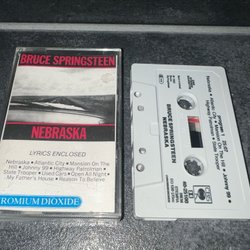 BRUCE SPRINGSTEEN
NEBRASKA
LYRICS ENCLOSED
Nebraska • Atlantic City • Mansion On The
Hill • Johnny 99 • Highway Patrolman
State Trooper • Used Cars • Open All Night
My Father's House • Reason To Believe
ROMIUM DIOXIDE
BRUCE SPRINGSTEEN
NEBRASKA